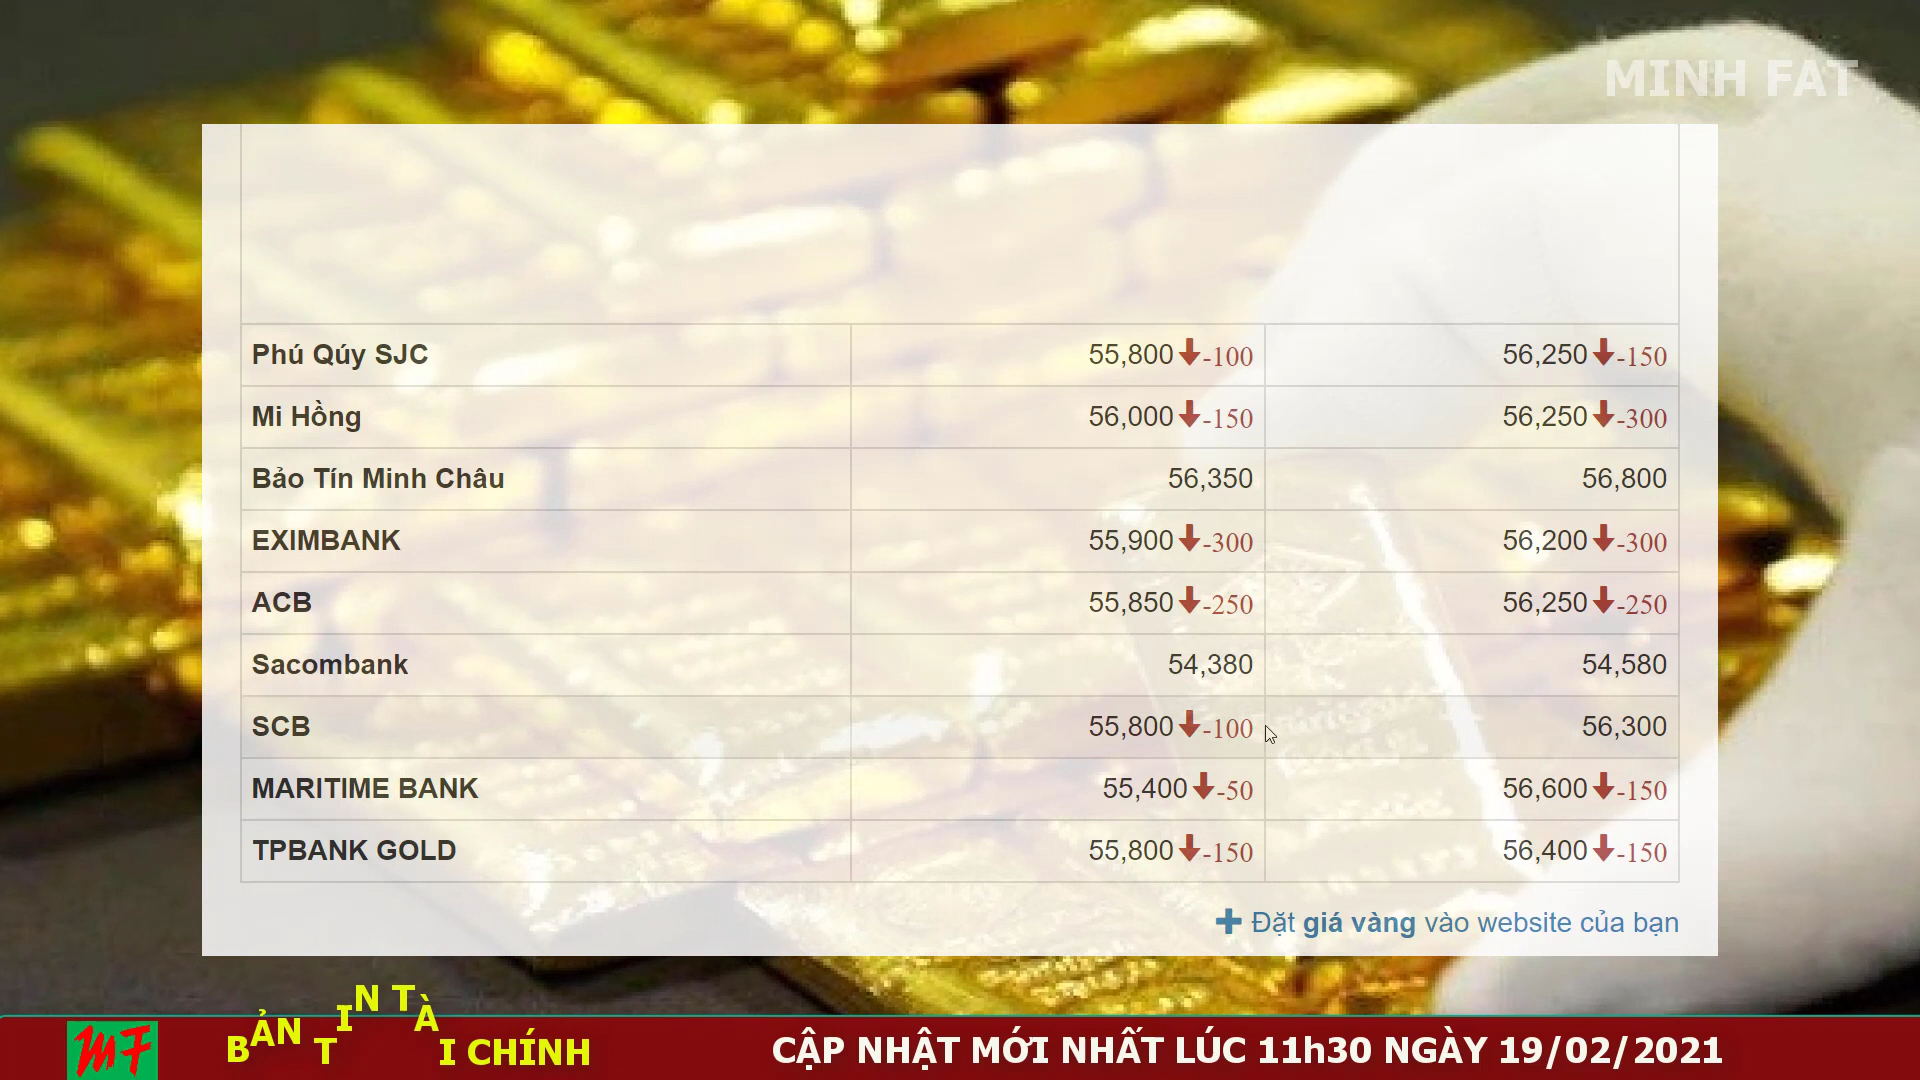 MINH FAT
Phú Qúy SJC 55,800 -100 56,250 -150
Mi Hồng 56,000 -150 56,250 -300
Bảo Tín Minh Châu 56,350 56,800
EXIMBANK 55,900 -300 56,200 -300
ACB 55,850 -250 56,250 -250
Sacombank 54,380 54,580
SCB 55,800 -100 56,300
MARITIME BANK 55,400 -50 56,600 -150
TPBANK GOLD 55,800 -150 56,400 -150
Đặt giá vàng vào website của bạn
MF BẢN TIN TÀI CHÍNH CẬP NHẬT MỚI NHẤT LÚC 11h30 NGÀY 19/02/2021